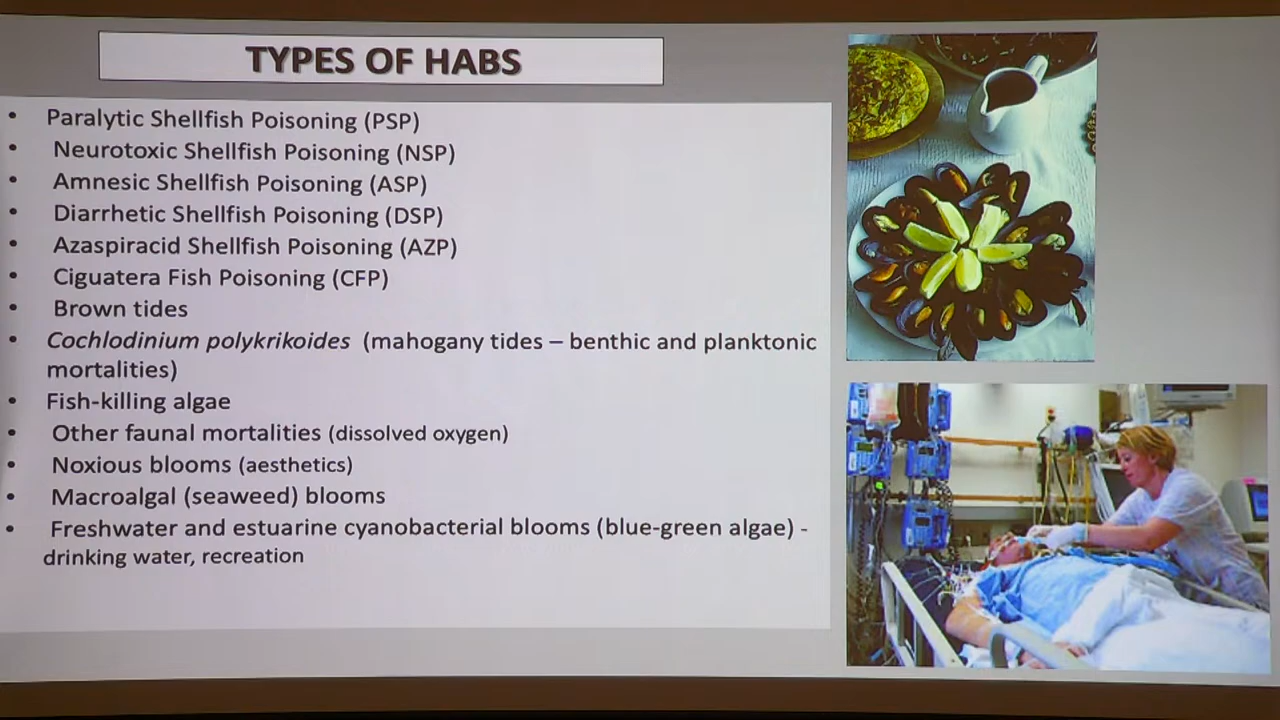 TYPES OF HABS
• Paralytic Shellfish Poisoning (PSP)
• Neurotoxic Shellfish Poisoning (NSP)
• Amnesic Shellfish Poisoning (ASP)
• Diarrhetic Shellfish Poisoning (DSP)
• Azaspiracid Shellfish Poisoning (AZP)
• Ciguatera Fish Poisoning (CFP)
• Brown tides
• Cochlodinium polykrikoides (mahogany tides – benthic and planktonic
mortalities)
• Fish-killing algae
• Other faunal mortalities (dissolved oxygen)
• Noxious blooms (aesthetics)
• Macroalgal (seaweed) blooms
• Freshwater and estuarine cyanobacterial blooms (blue-green algae) -
drinking water, recreation